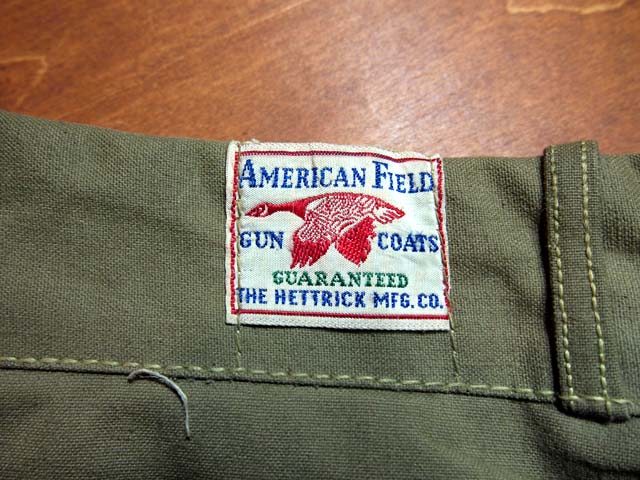 AMERICAN FIELD
GUN COATS
GUARANTEED
THE HETTRICK MFG. CO.